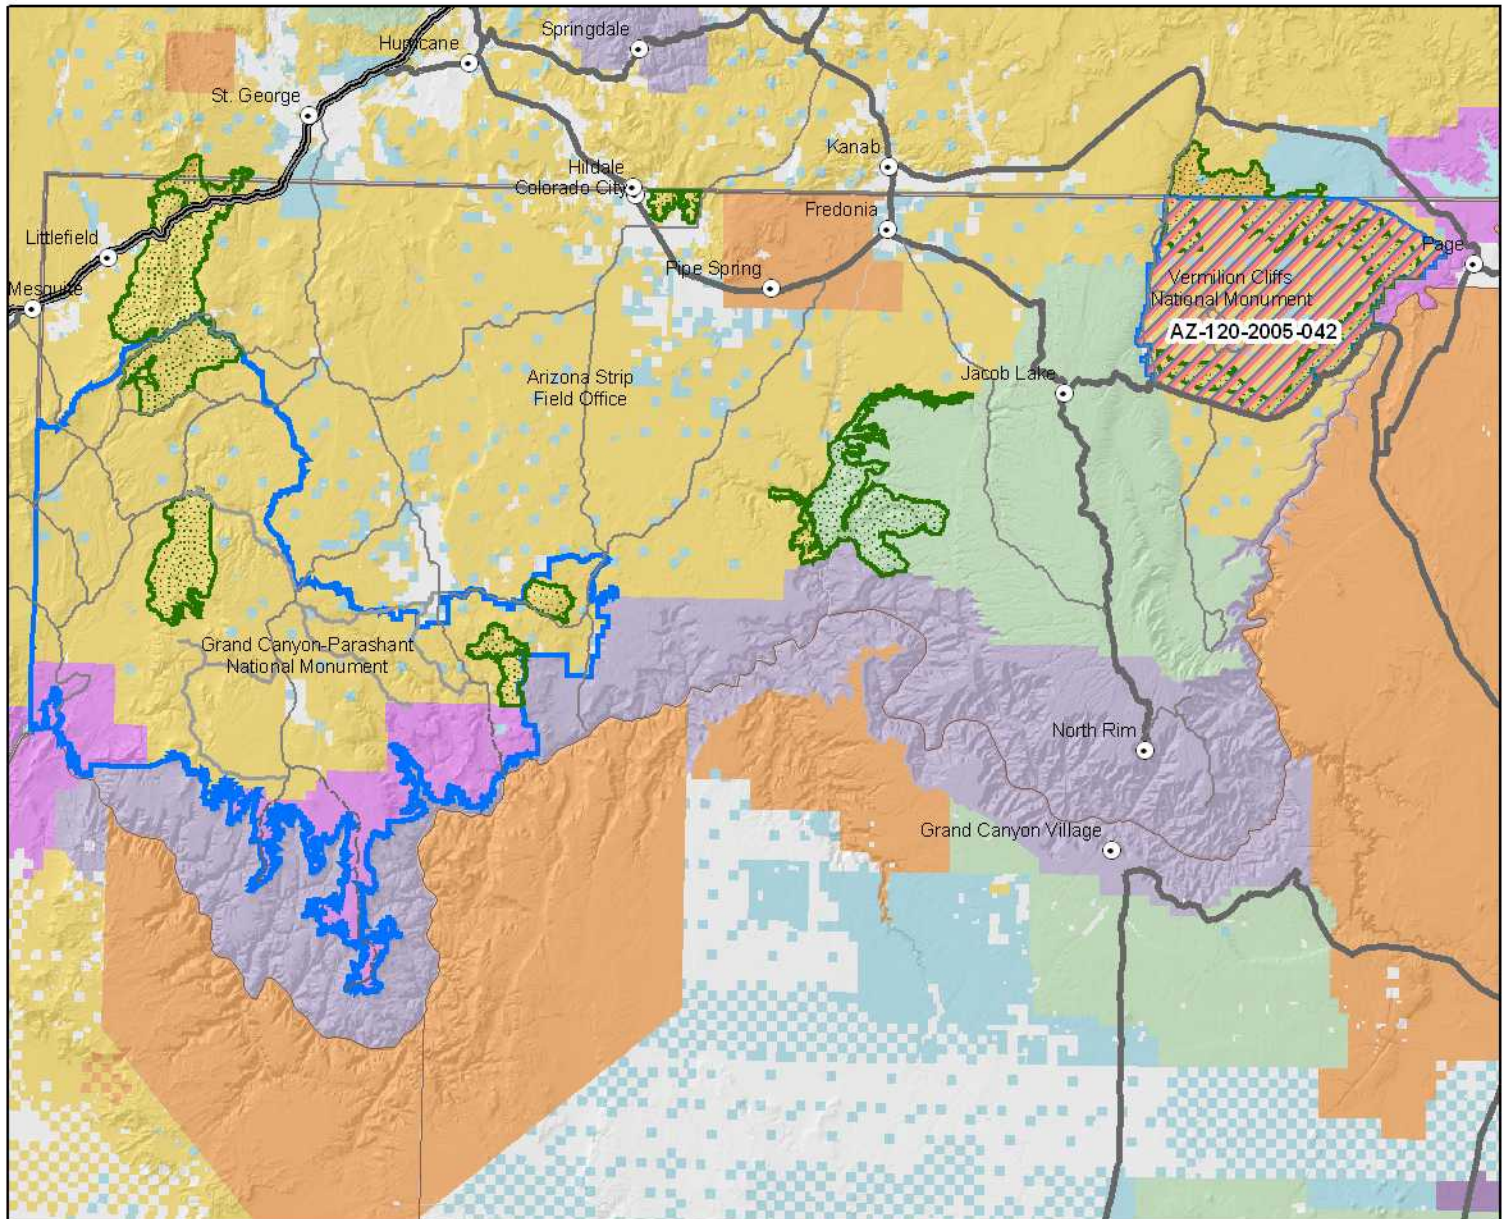 Springdale
Hurricane
St. George
Kanab
Hildale
Colorado City
Fredonia
Littlefield
Page
Pipe Spring
Vermilion Cliffs
National Monument
Mesquite
AZ-120-2005-042
Jacob Lake
Arizona Strip
Field Office
Grand Canyon-Parashant
National Monument
North Rim
Grand Canyon Village